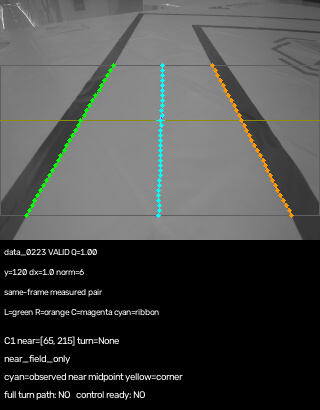 data_0223 VALID Q=1.00
y=120 dx=1.0 norm=6
same-frame measured pair
L=green R=orange C=magenta cyan=ribbon
C1 near=[65, 215] turn=None
near_field_only
cyan=observed near midpoint yellow=corner
full turn path: NO control ready: NO